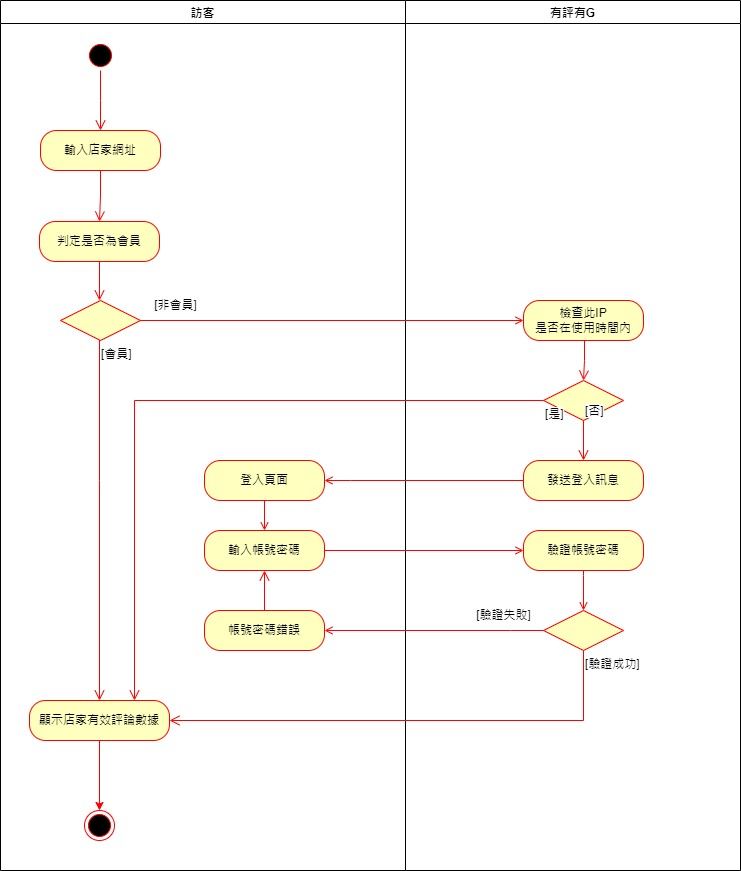 訪客
有評有G
輸入店家網址
判定是否為會員
[非會員]
檢查此IP
是否在使用時間內
[會員]
[是]
[否]
登入頁面
發送登入訊息
輸入帳號密碼
驗證帳號密碼
[驗證失敗]
帳號密碼錯誤
[驗證成功]
顯示店家有效評論數據